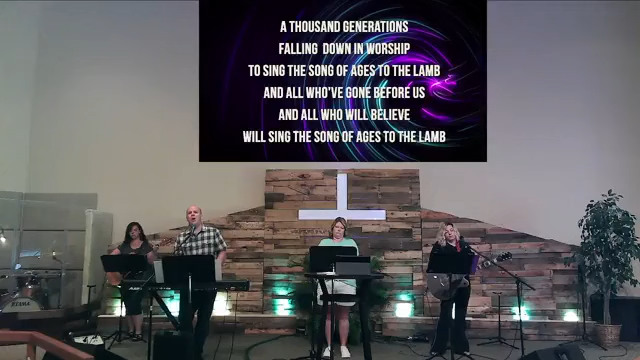 A THOUSAND GENERATIONS
FALLING DOWN IN WORSHIP
TO SING THE SONG OF AGES TO THE LAMB
AND ALL WHO'VE GONE BEFORE US
AND ALL WHO WILL BELIEVE
WILL SING THE SONG OF AGES TO THE LAMB
TAMA